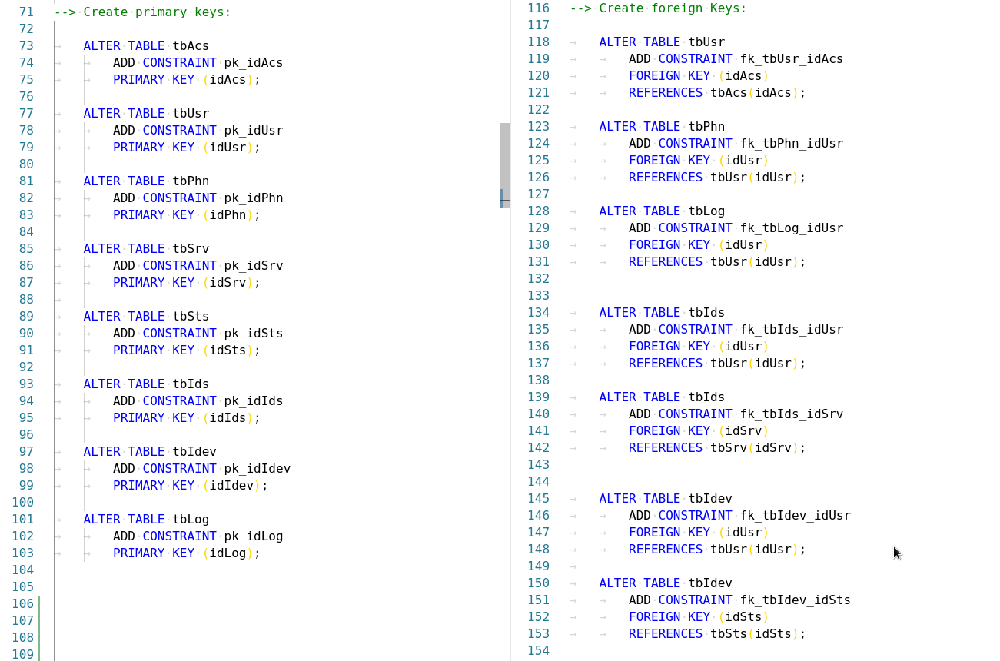 71 --> Create primary keys:
72
73 ALTER TABLE tbAcs
74 ADD CONSTRAINT pk_idAcs
75 PRIMARY KEY (idAcs);
76
77 ALTER TABLE tbUsr
78 ADD CONSTRAINT pk_idUsr
79 PRIMARY KEY (idUsr);
80
81 ALTER TABLE tbPhn
82 ADD CONSTRAINT pk_idPhn
83 PRIMARY KEY (idPhn);
84
85 ALTER TABLE tbSrv
86 ADD CONSTRAINT pk_idSrv
87 PRIMARY KEY (idSrv);
88
89 ALTER TABLE tbSts
90 ADD CONSTRAINT pk_idSts
91 PRIMARY KEY (idSts);
92
93 ALTER TABLE tbIds
94 ADD CONSTRAINT pk_idIds
95 PRIMARY KEY (idIds);
96
97 ALTER TABLE tbIdev
98 ADD CONSTRAINT pk_idIdev
99 PRIMARY KEY (idIdev);
100
101 ALTER TABLE tbLog
102 ADD CONSTRAINT pk_idLog
103 PRIMARY KEY (idLog);
104
105
106
107
108
109
116 --> Create foreign Keys:
117
118 ALTER TABLE tbUsr
119 ADD CONSTRAINT fk_tbUsr_idAcs
120 FOREIGN KEY (idAcs)
121 REFERENCES tbAcs(idAcs);
122
123 ALTER TABLE tbPhn
124 ADD CONSTRAINT fk_tbPhn_idUsr
125 FOREIGN KEY (idUsr)
126 REFERENCES tbUsr(idUsr);
127
128 ALTER TABLE tbLog
129 ADD CONSTRAINT fk_tbLog_idUsr
130 FOREIGN KEY (idUsr)
131 REFERENCES tbUsr(idUsr);
132
133
134 ALTER TABLE tbIds
135 ADD CONSTRAINT fk_tbIds_idUsr
136 FOREIGN KEY (idUsr)
137 REFERENCES tbUsr(idUsr);
138
139 ALTER TABLE tbIds
140 ADD CONSTRAINT fk_tbIds_idSrv
141 FOREIGN KEY (idSrv)
142 REFERENCES tbSrv(idSrv);
143
144
145 ALTER TABLE tbIdev
146 ADD CONSTRAINT fk_tbIdev_idUsr
147 FOREIGN KEY (idUsr)
148 REFERENCES tbUsr(idUsr);
149
150 ALTER TABLE tbIdev
151 ADD CONSTRAINT fk_tbIdev_idSts
152 FOREIGN KEY (idSts)
153 REFERENCES tbSts(idSts);
154